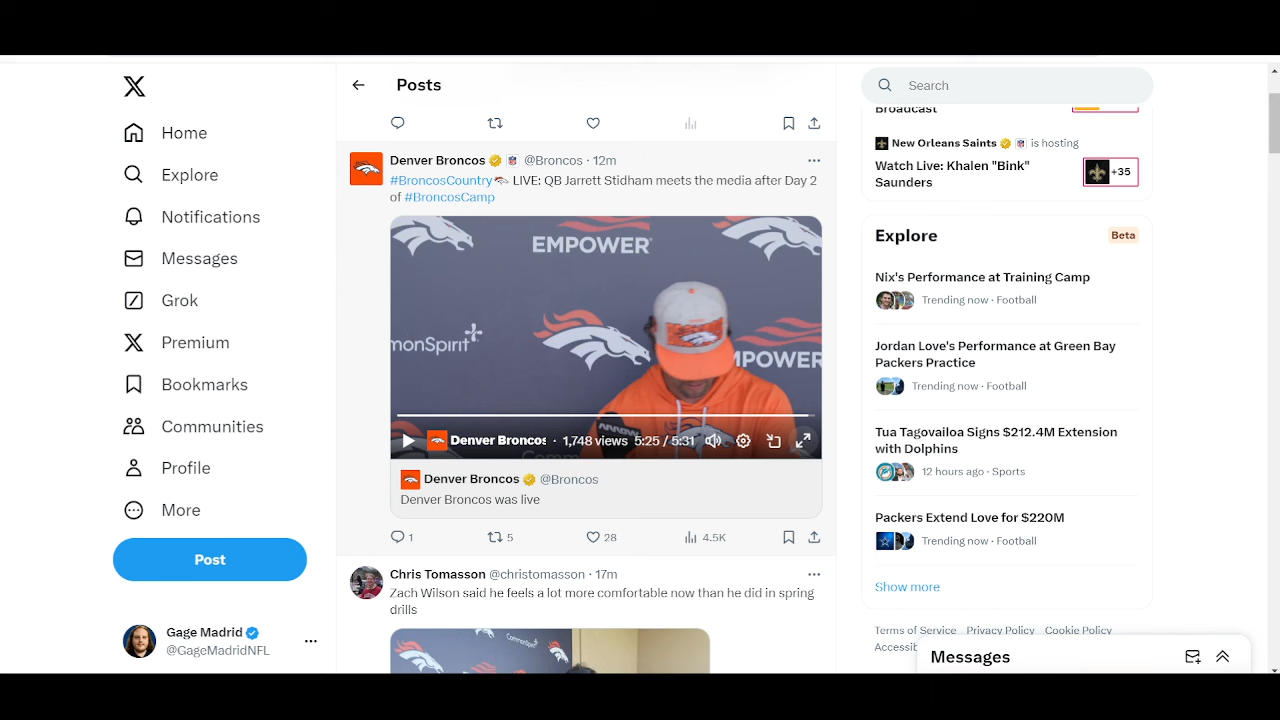 Home
Explore
Notifications
Messages
Grok
Premium
Bookmarks
Communities
Profile
More
Post
Gage Madrid
@GageMadridNFL
Posts
Denver Broncos @Broncos · 12m
#BroncosCountry LIVE: QB Jarrett Stidham meets the media after Day 2
of #BroncosCamp
EMPOWER
monSpirit
MPOWER
Denver Broncos · 1,748 views 5:25 / 5:31
Denver Broncos @Broncos
Denver Broncos was live
1 5 28 4.5K
Chris Tomasson @christomasson · 17m
Zach Wilson said he feels a lot more comfortable now than he did in spring
drills
CommonSpirit
Search
Broadcast
New Orleans Saints is hosting
Watch Live: Khalen "Bink"
Saunders
+35
Explore
Beta
Nix's Performance at Training Camp
Trending now · Football
Jordan Love's Performance at Green Bay
Packers Practice
Trending now · Football
Tua Tagovailoa Signs $212.4M Extension
with Dolphins
12 hours ago · Sports
Packers Extend Love for $220M
Trending now · Football
Show more
Terms of Service Privacy Policy Cookie Policy
Accessib
Messages